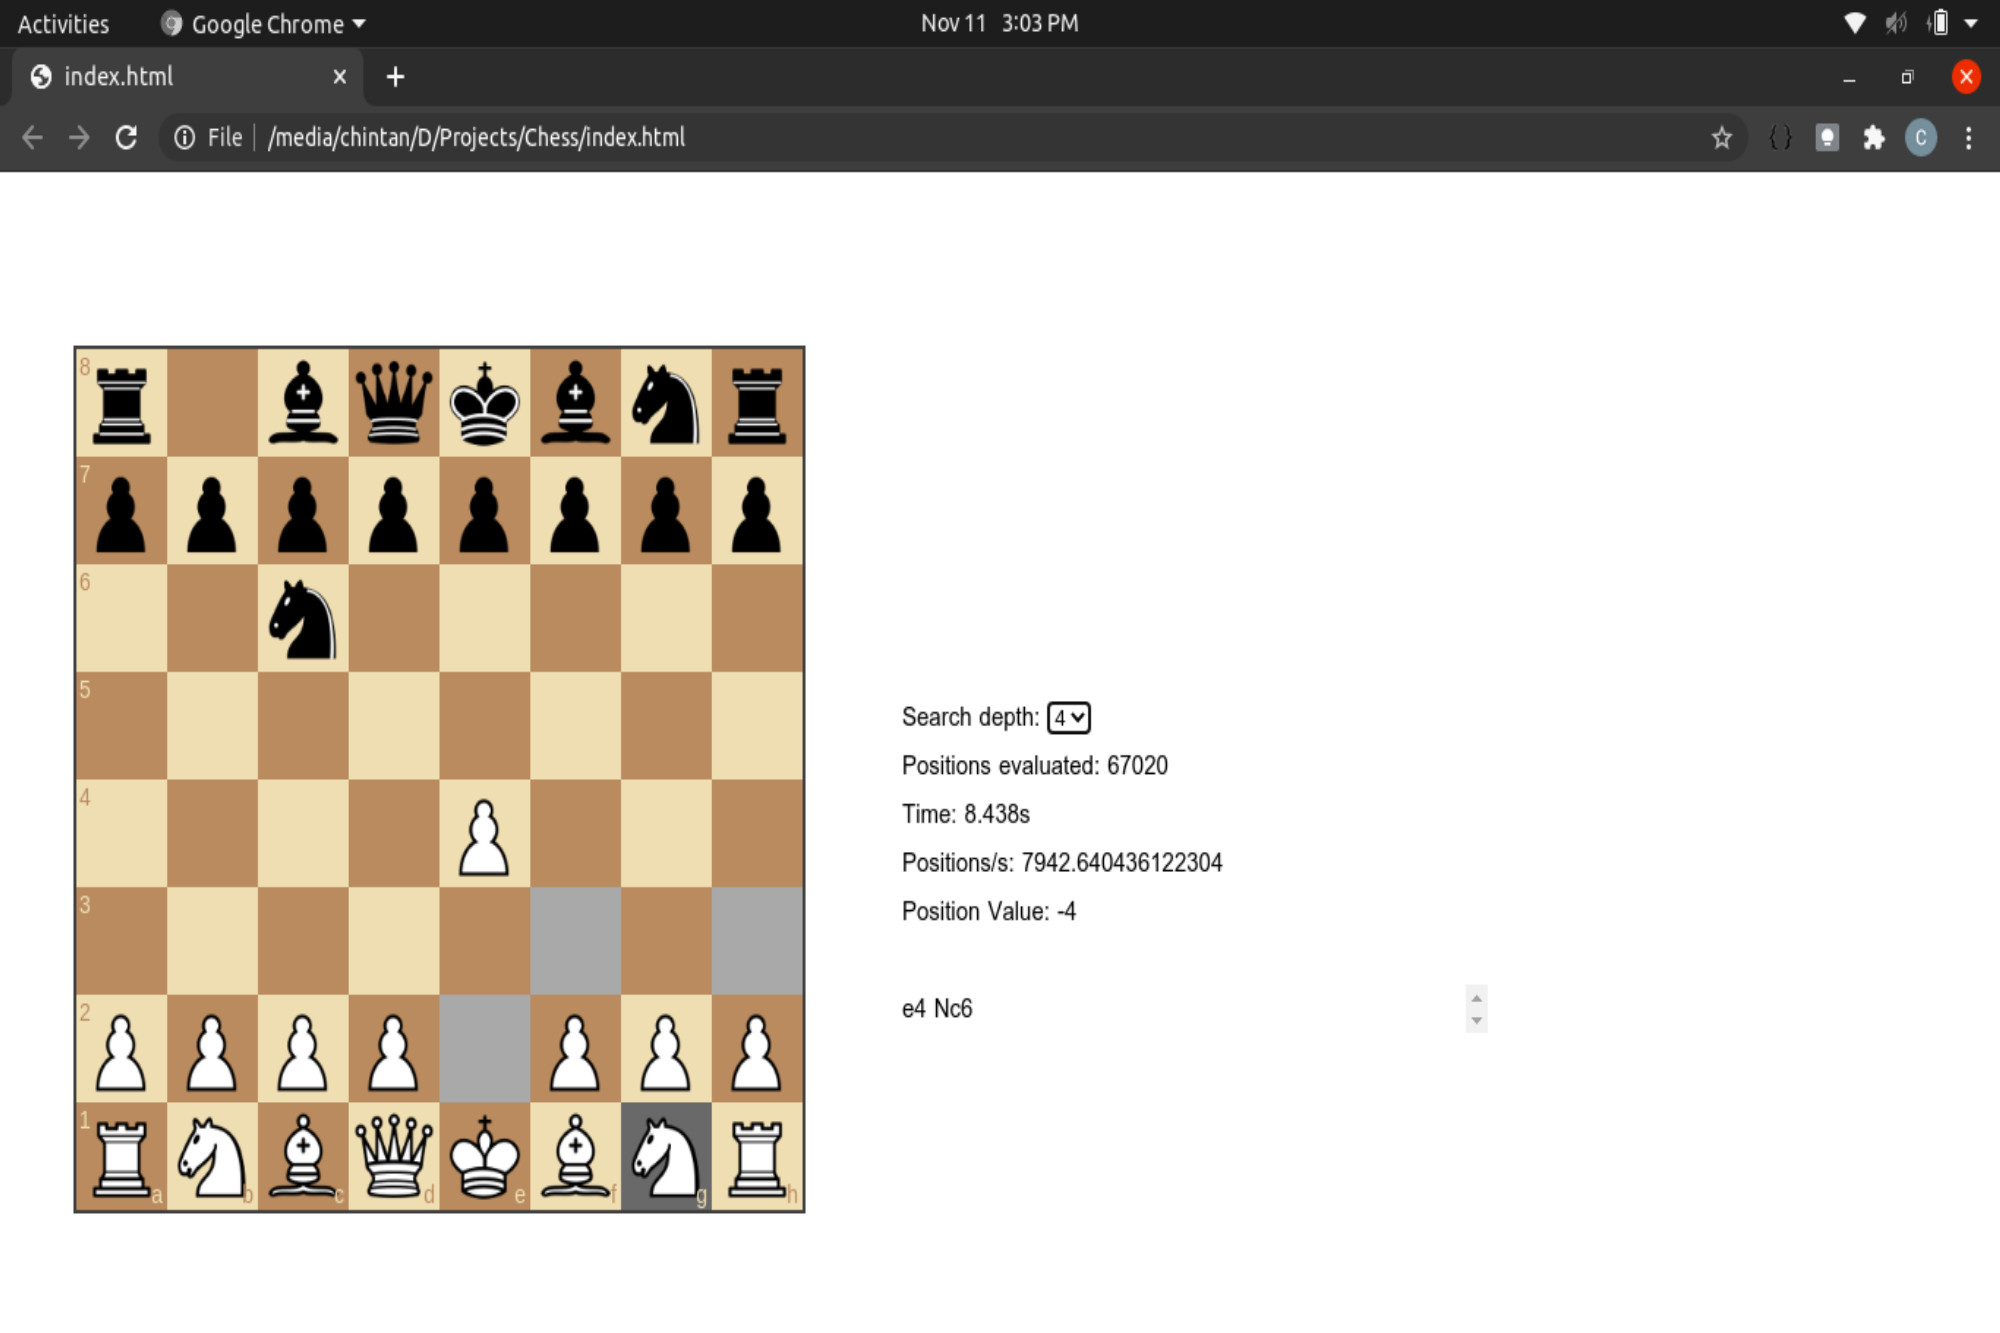 Activities Google Chrome Nov 11 3:03 PM
index.html
File /media/chintan/D/Projects/Chess/index.html C
8
7
6
5
4
3
2
1
a b c d e f g h
Search depth: 4
Positions evaluated: 67020
Time: 8.438s
Positions/s: 7942.640436122304
Position Value: -4
e4 Nc6